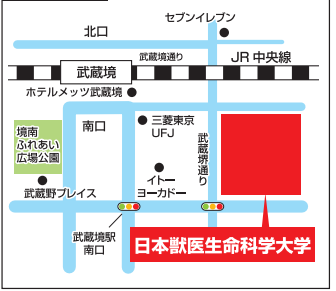 セブンイレブン
北口
武蔵境通り
JR 中央線
武蔵境
ホテルメッツ武蔵境
南口
三菱東京
UFJ
境南
ふれあい
広場公園
武蔵堺通り
イトー
ヨーカドー
武蔵野プレイス
武蔵境駅
南口
日本獣医生命科学大学